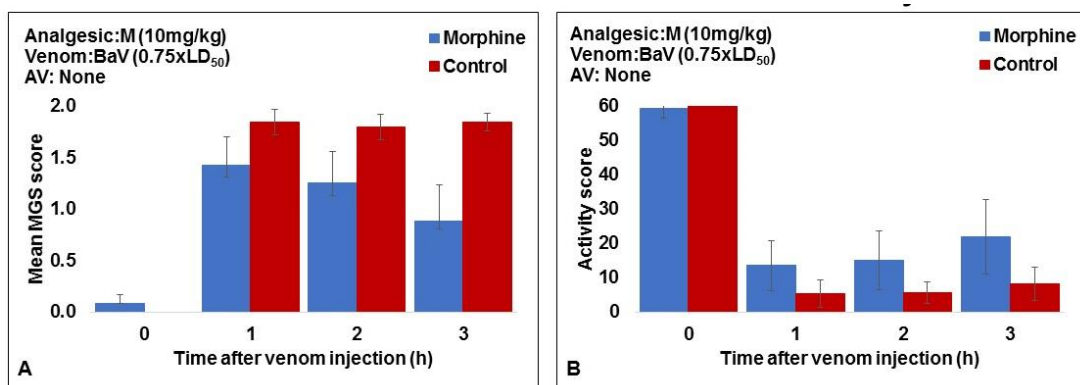 Analgesic:M (10mg/kg)
Venom:BaV (0.75xLD50)
AV: None
Morphine
Control
Mean MGS score
2.0
1.5
1.0
0.5
0.0
0 1 2 3
Time after venom injection (h)
A
Analgesic:M (10mg/kg)
Venom:BaV (0.75xLD50)
AV: None
Morphine
Control
Activity score
60
50
40
30
20
10
0
0 1 2 3
Time after venom injection (h)
B